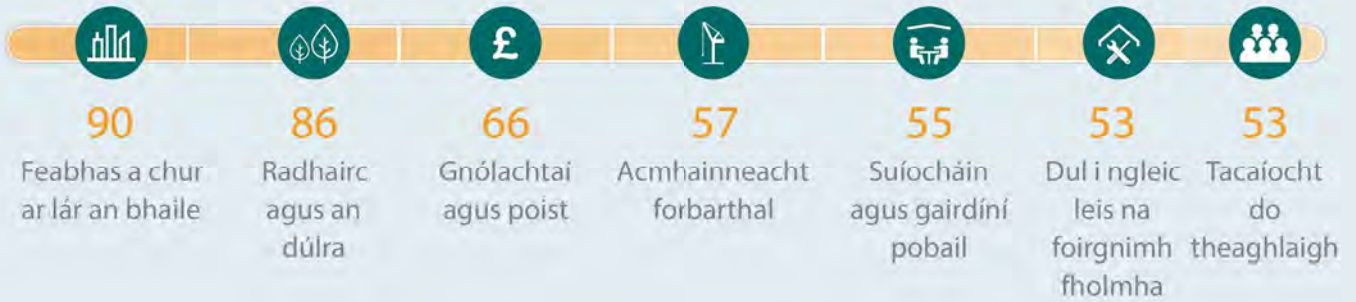 £
90
Feabhas a chur
ar lár an bhaile
86
Radhairc
agus an
dúlra
66
Gnólachtaí
agus poist
57
Acmhainneacht
forbarthal
55
Suíocháin
agus gairdíní
pobail
53
Dul i ngleic
leis na
foirgnimh
fholmha
53
Tacaíocht
do
theaghlaigh